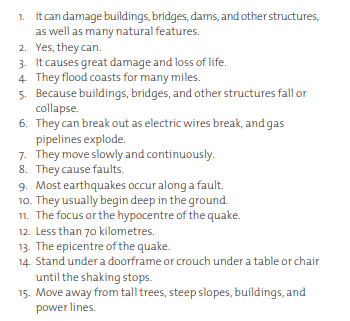 1. It can damage buildings, bridges, dams, and other structures,
as well as many natural features.
2. Yes, they can.
3. It causes great damage and loss of life.
4. They flood coasts for many miles.
5. Because buildings, bridges, and other structures fall or
collapse.
6. They can break out as electric wires break, and gas
pipelines explode.
7. They move slowly and continuously.
8. They cause faults.
9. Most earthquakes occur along a fault.
10. They usually begin deep in the ground.
11. The focus or the hypocentre of the quake.
12. Less than 70 kilometres.
13. The epicentre of the quake.
14. Stand under a doorframe or crouch under a table or chair
until the shaking stops.
15. Move away from tall trees, steep slopes, buildings, and
power lines.